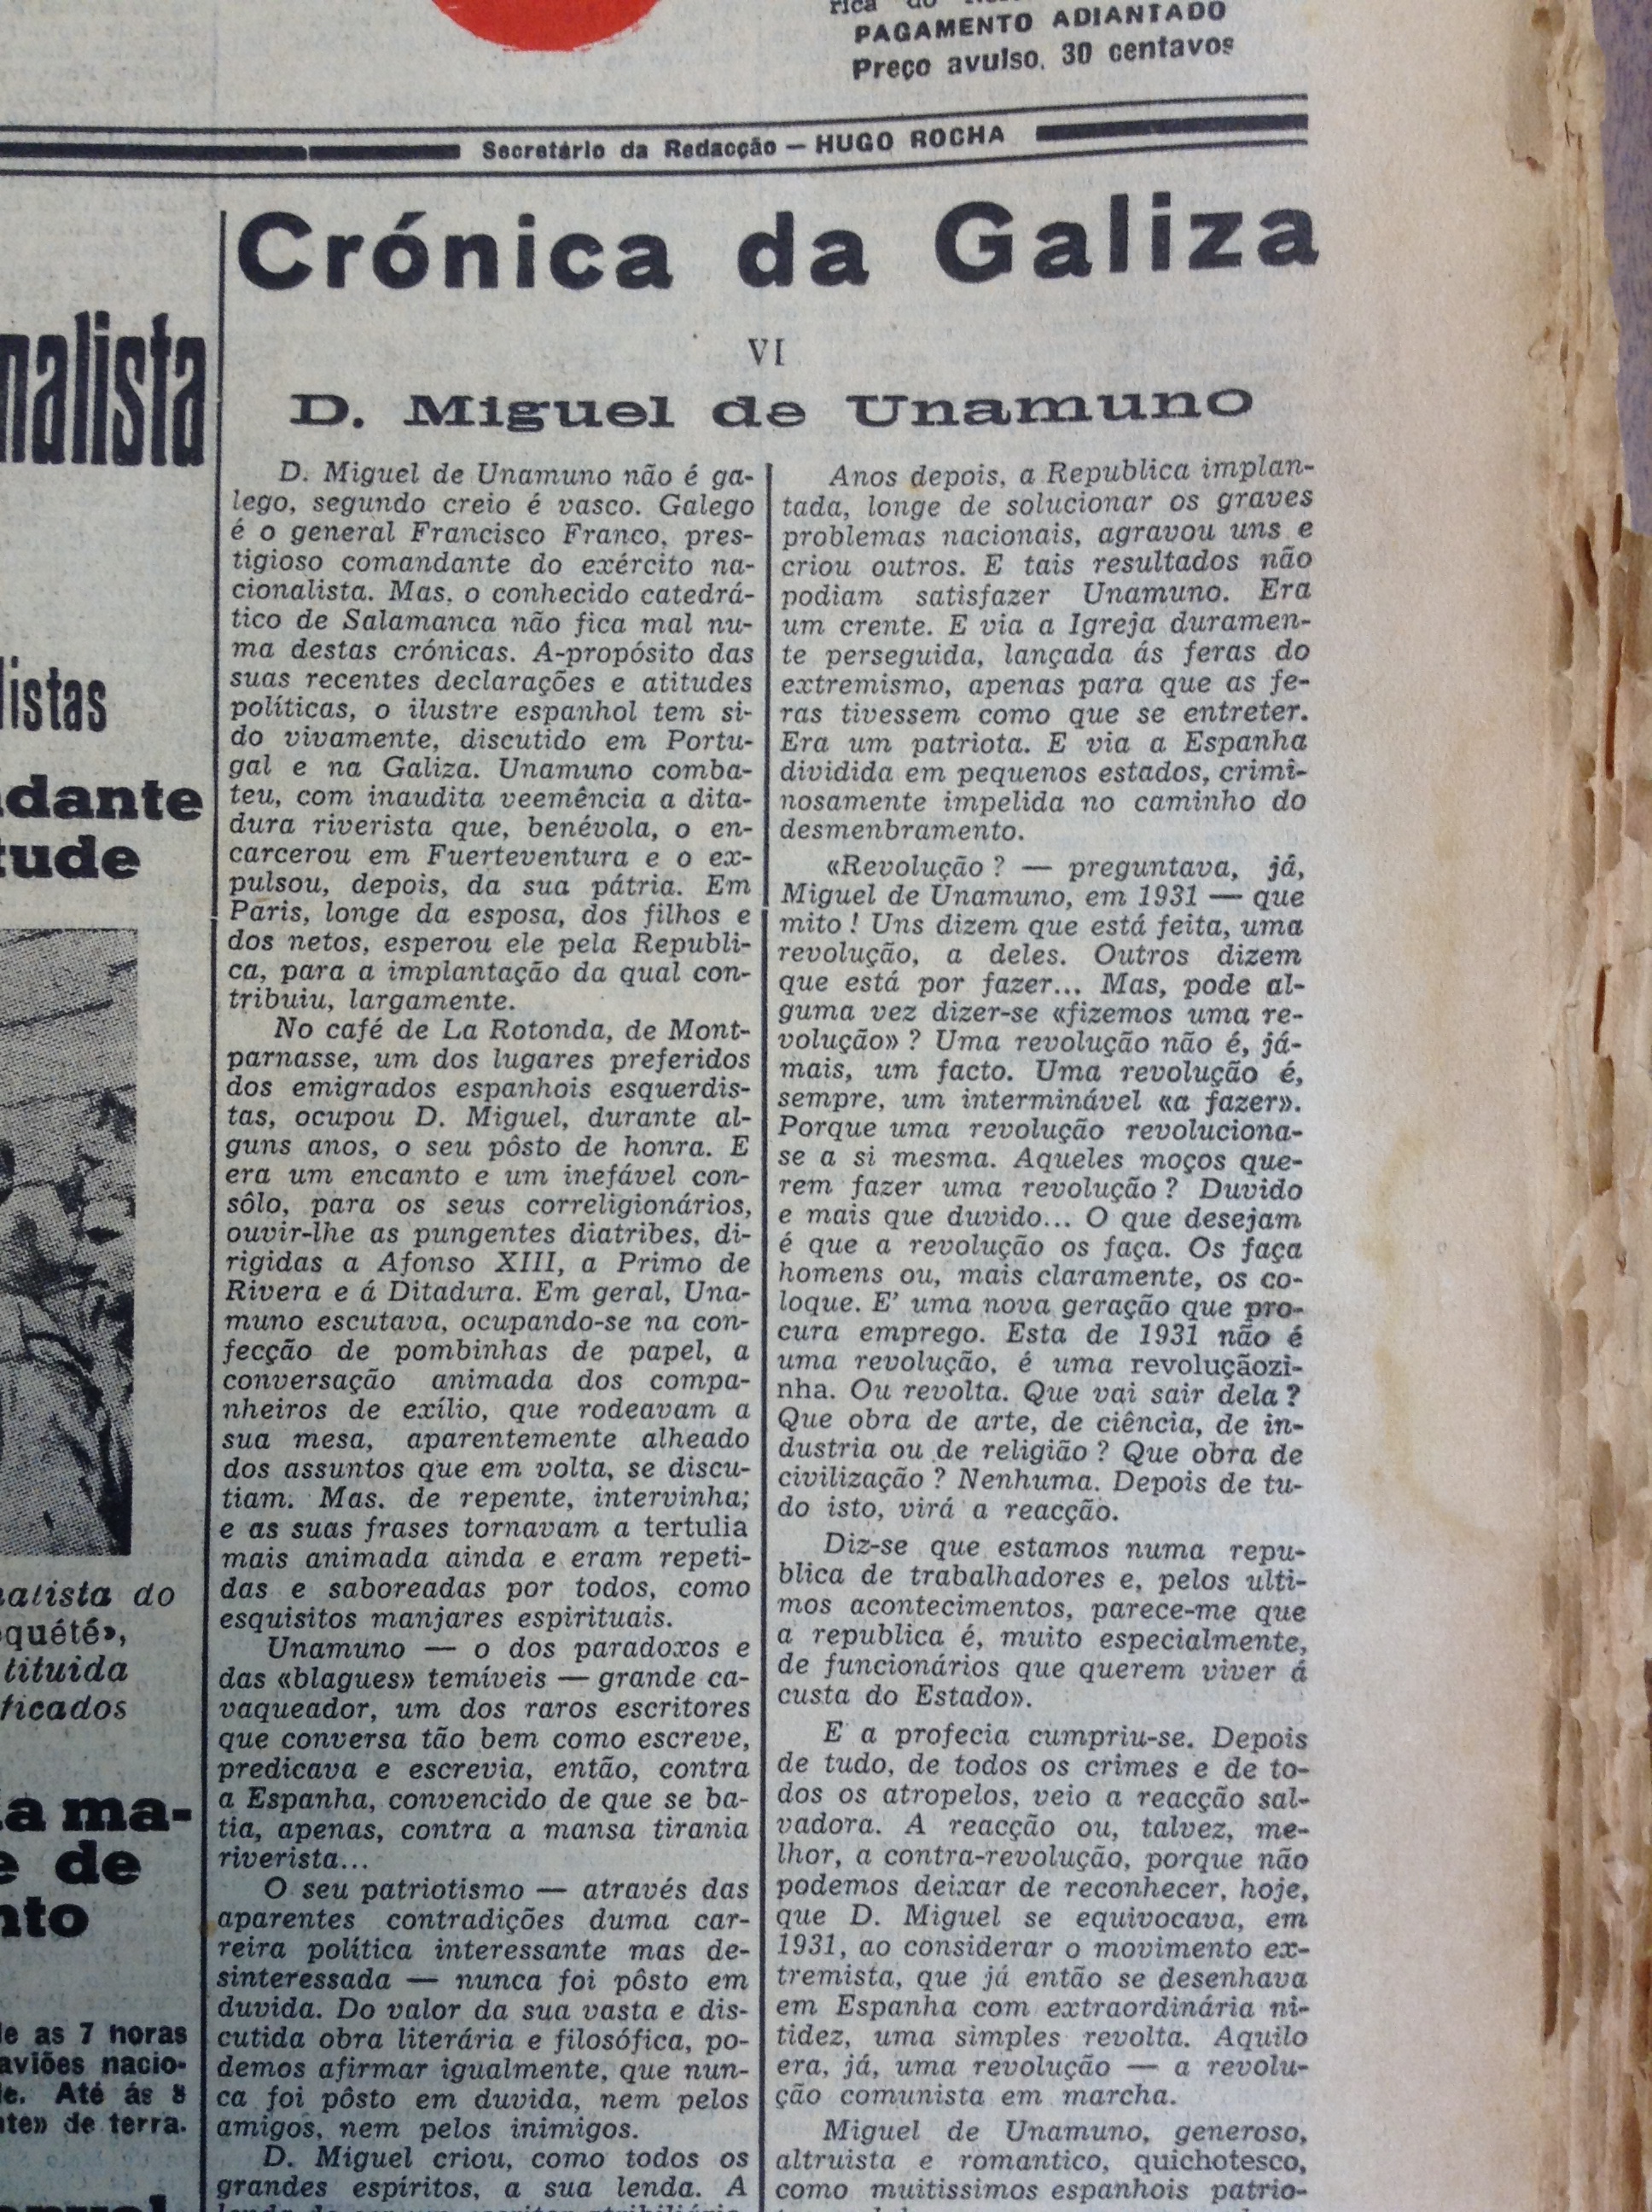 PAGAMENTO ADIANTADO
Preço avulso, 30 centavos
Secretário da Redacção — HUGO ROCHA
nalista
listas
dante
tude
nalista do
quété»,
tituida
ficados
a ma-
e de
nto
de as 7 horas
aviões nacio-
de. Até ás 8
nte» de terra.
Crónica da Galiza
VI
D. Miguel de Unamuno
D. Miguel de Unamuno não é ga-
lego, segundo creio é vasco. Galego
é o general Francisco Franco, pres-
tigioso comandante do exército na-
cionalista. Mas, o conhecido catedrá-
tico de Salamanca não fica mal nu-
ma destas crónicas. A-propósito das
suas recentes declarações e atitudes
políticas, o ilustre espanhol tem si-
do vivamente, discutido em Portu-
gal e na Galiza. Unamuno comba-
teu, com inaudita veemência a dita-
dura riverista que, benévola, o en-
carcerou em Fuerteventura e o ex-
pulsou, depois, da sua pátria. Em
Paris, longe da esposa, dos filhos e
dos netos, esperou ele pela Republi-
ca, para a implantação da qual con-
tribuiu, largamente.
No café de La Rotonda, de Mont-
parnasse, um dos lugares preferidos
dos emigrados espanhois esquerdis-
tas, ocupou D. Miguel, durante al-
guns anos, o seu pôsto de honra. E
era um encanto e um inefável con-
sôlo, para os seus correligionários,
ouvir-lhe as pungentes diatribes, di-
rigidas a Afonso XIII, a Primo de
Rivera e á Ditadura. Em geral, Una-
muno escutava, ocupando-se na con-
fecção de pombinhas de papel, a
conversação animada dos compa-
nheiros de exílio, que rodeavam a
sua mesa, aparentemente alheado
dos assuntos que em volta, se discu-
tiam. Mas. de repente, intervinha;
e as suas frases tornavam a tertulia
mais animada ainda e eram repeti-
das e saboreadas por todos, como
esquisitos manjares espirituais.
Unamuno — o dos paradoxos e
das «blagues» temíveis — grande ca-
vaqueador, um dos raros escritores
que conversa tão bem como escreve,
predicava e escrevia, então, contra
a Espanha, convencido de que se ba-
tia, apenas, contra a mansa tirania
riverista...
O seu patriotismo — através das
aparentes contradições duma car-
reira política interessante mas de-
sinteressada — nunca foi pôsto em
duvida. Do valor da sua vasta e dis-
cutida obra literária e filosófica, po-
demos afirmar igualmente, que nun-
ca foi pôsto em duvida, nem pelos
amigos, nem pelos inimigos.
D. Miguel criou, como todos os
grandes espíritos, a sua lenda. A
Anos depois, a Republica implan-
tada, longe de solucionar os graves
problemas nacionais, agravou uns e
criou outros. E tais resultados não
podiam satisfazer Unamuno. Era
um crente. E via a Igreja duramen-
te perseguida, lançada ás feras do
extremismo, apenas para que as fe-
ras tivessem como que se entreter.
Era um patriota. E via a Espanha
dividida em pequenos estados, crimi-
nosamente impelida no caminho do
desmenbramento.
«Revolução ? — preguntava, já,
Miguel de Unamuno, em 1931 — que
mito ! Uns dizem que está feita, uma
revolução, a deles. Outros dizem
que está por fazer... Mas, pode al-
guma vez dizer-se «fizemos uma re-
volução» ? Uma revolução não é, já-
mais, um facto. Uma revolução é,
sempre, um interminável «a fazer».
Porque uma revolução revoluciona-
se a si mesma. Aqueles moços que-
rem fazer uma revolução ? Duvido
e mais que duvido... O que desejam
é que a revolução os faça. Os faça
homens ou, mais claramente, os co-
loque. E' uma nova geração que pro-
cura emprego. Esta de 1931 não é
uma revolução, é uma revoluçãozi-
nha. Ou revolta. Que vai sair dela ?
Que obra de arte, de ciência, de in-
dustria ou de religião ? Que obra de
civilização ? Nenhuma. Depois de tu-
do isto, virá a reacção.
Diz-se que estamos numa repu-
blica de trabalhadores e, pelos ulti-
mos acontecimentos, parece-me que
a republica é, muito especialmente,
de funcionários que querem viver á
custa do Estado».
E a profecia cumpriu-se. Depois
de tudo, de todos os crimes e de to-
dos os atropelos, veio a reacção sal-
vadora. A reacção ou, talvez, me-
lhor, a contra-revolução, porque não
podemos deixar de reconhecer, hoje,
que D. Miguel se equivocava, em
1931, ao considerar o movimento ex-
tremista, que já então se desenhava
em Espanha com extraordinária ni-
tidez, uma simples revolta. Aquilo
era, já, uma revolução — a revolu-
ção comunista em marcha.
Miguel de Unamuno, generoso,
altruista e romantico, quichotesco,
como muitissimos espanhois patrio-